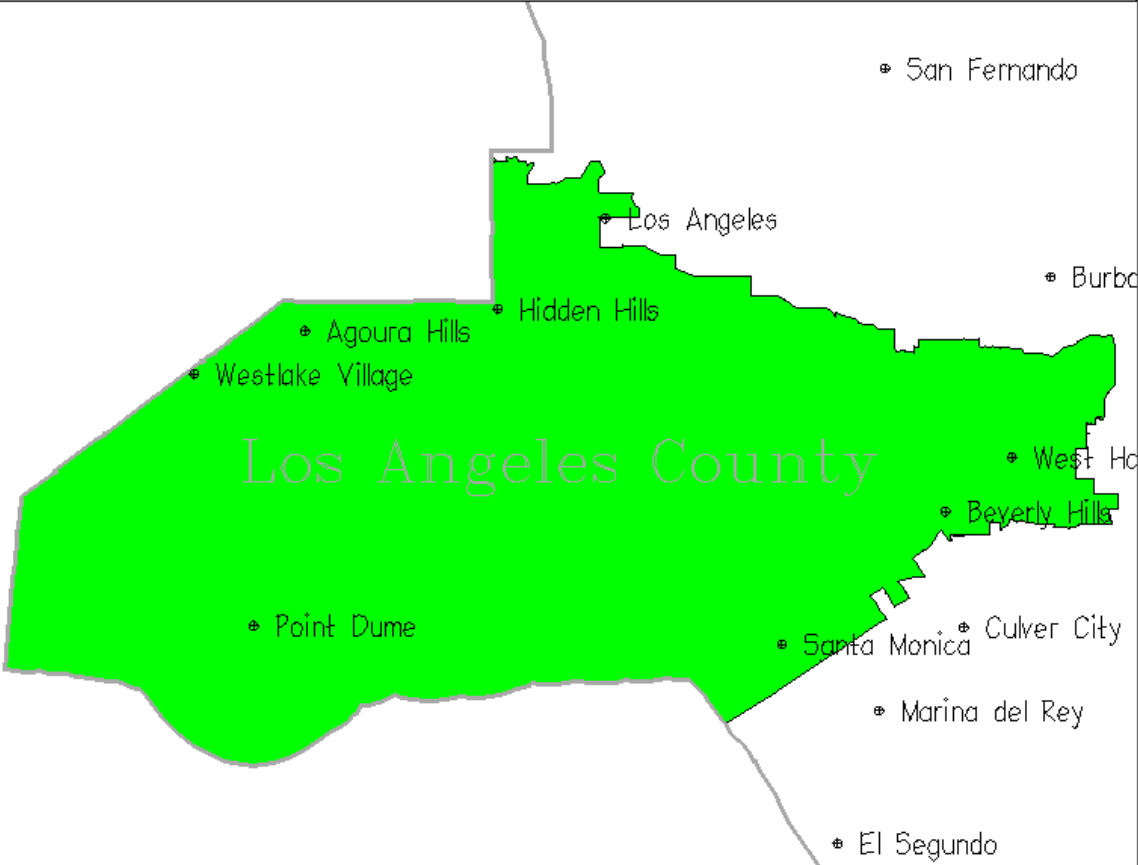 San Fernando
Los Angeles
Burbc
Hidden Hills
Agoura Hills
Westlake Village
Los Angeles County
West Ho
Beverly Hills
Point Dume
Culver City
Santa Monica
Marina del Rey
El Segundo